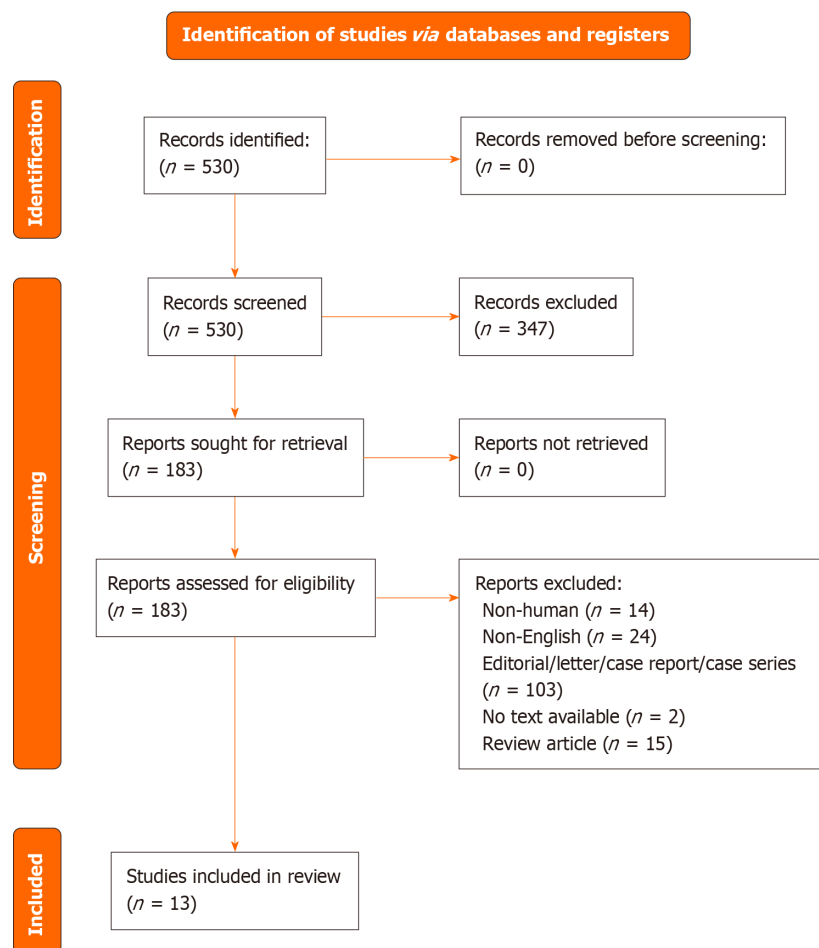 Identification of studies via databases and registers
Identification
Records identified:
(n = 530)
Records removed before screening:
(n = 0)
Screening
Records screened
(n = 530)
Records excluded
(n = 347)
Reports sought for retrieval
(n = 183)
Reports not retrieved
(n = 0)
Reports assessed for eligibility
(n = 183)
Reports excluded:
Non-human (n = 14)
Non-English (n = 24)
Editorial/letter/case report/case series
(n = 103)
No text available (n = 2)
Review article (n = 15)
Included
Studies included in review
(n = 13)